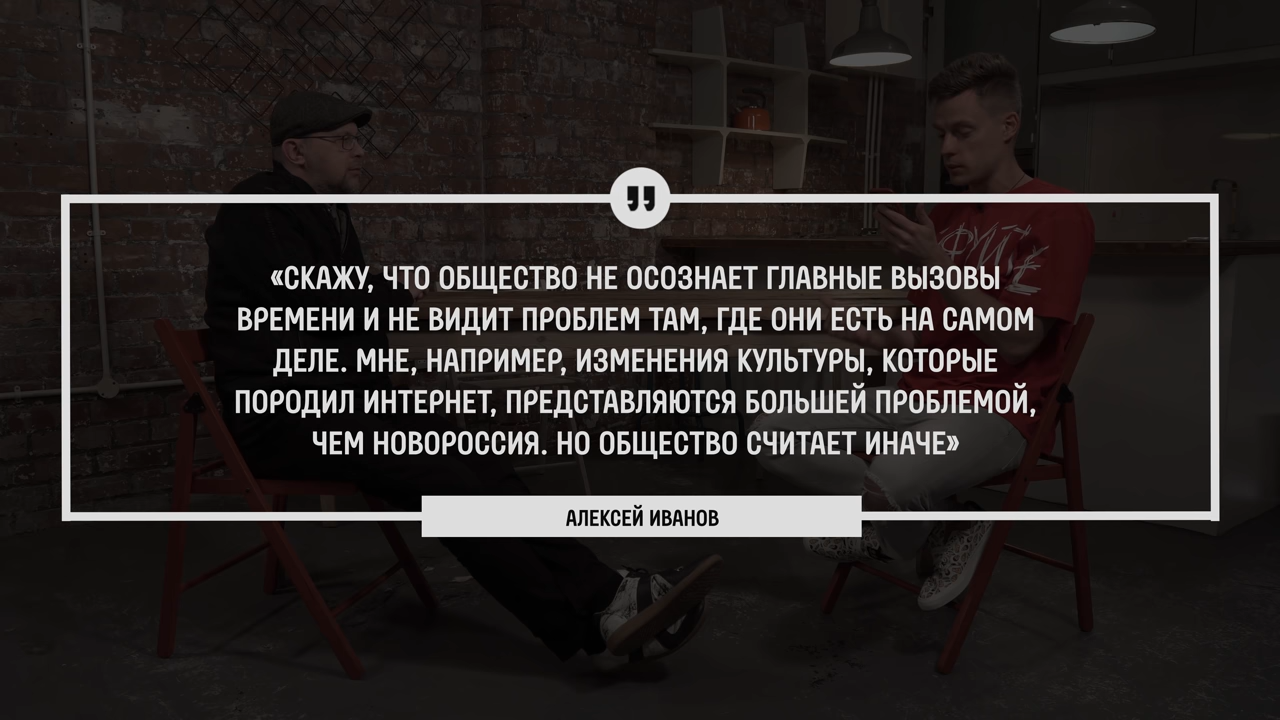 «СКАЖУ, ЧТО ОБЩЕСТВО НЕ ОСОЗНАЕТ ГЛАВНЫЕ ВЫЗОВЫ
ВРЕМЕНИ И НЕ ВИДИТ ПРОБЛЕМ ТАМ, ГДЕ ОНИ ЕСТЬ НА САМОМ
ДЕЛЕ. МНЕ, НАПРИМЕР, ИЗМЕНЕНИЯ КУЛЬТУРЫ, КОТОРЫЕ
ПОРОДИЛ ИНТЕРНЕТ, ПРЕДСТАВЛЯЮТСЯ БОЛЬШЕЙ ПРОБЛЕМОЙ,
ЧЕМ НОВОРОССИЯ. НО ОБЩЕСТВО СЧИТАЕТ ИНАЧЕ»
АЛЕКСЕЙ ИВАНОВ